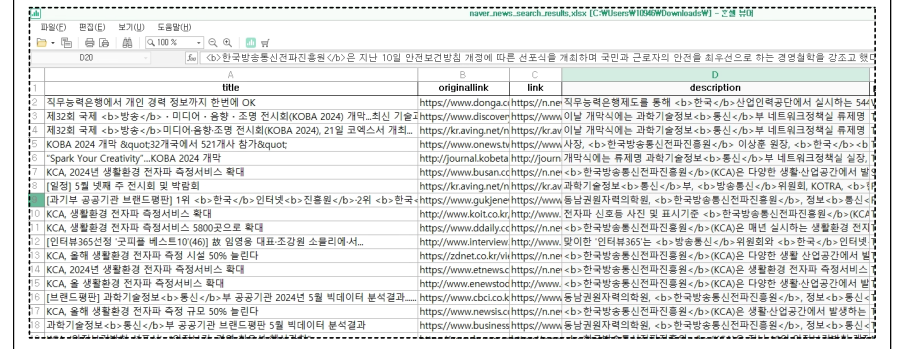 naver_news_search_results.xlsx [C:₩Users₩10946₩Downloads₩] - 한셀 뷰어
파일(F) 편집(E) 보기(U) 도움말(H)
100 %
D20 <b>한국방송통신전파진흥원</b>은 지난 10일 안전보건방침 개정에 따른 선포식을 개최하며 국민과 근로자의 안전을 최우선으로 하는 경영철학을 강조고 했다
A B C D
title originallink link description
2 직무능력은행에서 개인 경력 정보까지 한번에 OK https://www.donga.co https://n.nev 직무능력은행제도를 통해 <b>한국</b>산업인력공단에서 실시하는 544
3 제32회 국제 <b>방송</b>·미디어·음향·조명 전시회(KOBA 2024) 개막...최신 기술 https://www.discover https://www. 이날 개막식에는 과학기술정보<b>통신</b>부 네트워크정책실 류제명
4 제32회 국제 <b>방송</b>미디어·음향·조명 전시회(KOBA 2024), 21일 코엑스서 개최... https://kr.aving.net/n https://kr.av 이날 개막식에는 과학기술정보<b>통신</b>부 네트워크정책실 류제명
5 KOBA 2024 개막 &quot;32개국에서 521개사 참가&quot; https://www.onews.tv https://www. 사장, <b>한국방송통신전파진흥원</b> 이상훈 원장, <b>한국</b>전
6 "Spark Your Creativity"...KOBA 2024 개막 http://journal.kobeta http://journ 개막식에는 류제명 과학기술정보<b>통신</b>부 네트워크정책실 실장,
7 KCA, 2024년 생활환경 전자파 측정서비스 확대 https://www.busan.co https://n.nev <b>한국방송통신전파진흥원</b>(KCA)은 다양한 생활·산업공간에서 발
8 [일정] 5월 넷째 주 전시회 및 박람회 https://kr.aving.net/n https://kr.av 과학기술정보<b>통신</b>부, <b>방송통신</b>위원회, KOTRA, <b>
[과기부 공공기관 브랜드평판] 1위 <b>한국</b>인터넷<b>진흥원</b>·2위 <b>한국< https://www.gukjenev https://www. 동남권원자력의학원, <b>한국방송통신전파진흥원</b>, 정보<b>통신<
10 KCA, 생활환경 전자파 측정서비스 확대 https://www.koit.co.kr/ http://www. 전자파 신호등 사진 및 표시기준 <b>한국방송통신전파진흥원</b>(KCA
11 KCA, 생활환경 전자파 측정서비스 5800곳으로 확대 https://www.ddaily.co https://n.nev <b>한국방송통신전파진흥원</b>(KCA)은 매년 실시하는 생활환경 전자
12 [인터뷰365선정 '굿피플 베스트10'(46)] 故 임영웅 대표·조강원 소믈리에·서... http://www.interview http://www. 맞이한 '인터뷰365'는 <b>방송통신</b>위원회와 <b>한국</b>인터넷
13 KCA, 올해 생활환경 전자파 측정 시설 50% 늘린다 https://zdnet.co.kr/vie https://n.nev <b>한국방송통신전파진흥원</b>(KCA)은 다양한 생활 산업공간에서 발
14 KCA, 2024년 생활환경 전자파 측정서비스 확대 https://www.etnews.c https://n.nev <b>한국방송통신전파진흥원</b>(KCA)은 생활환경 전자파 측정서비스
15 KCA, 올 생활환경 전자파 측정서비스 확대 http://www.enewstod http://www. <b>한국방송통신전파진흥원</b>(KCA)은 다양한 생활·산업공간에서 발
16 [브랜드평판] 과학기술정보<b>통신</b>부 공공기관 2024년 5월 빅데이터 분석결과..... https://www.cbci.co.k https://www. 동남권원자력의학원, <b>한국방송통신전파진흥원</b>, 정보<b>통신<
17 KCA, 올해 생활환경 전자파 측정 규모 50% 늘린다 https://www.newsis.co https://n.nev <b>한국방송통신전파진흥원</b>(KCA)은 생활·산업공간에서 발생하는
18 과학기술정보<b>통신</b>부 공공기관 브랜드평판 5월 빅데이터 분석결과 https://www.business https://www. 동남권원자력의학원, <b>한국방송통신전파진흥원</b>, 정보<b>통신<